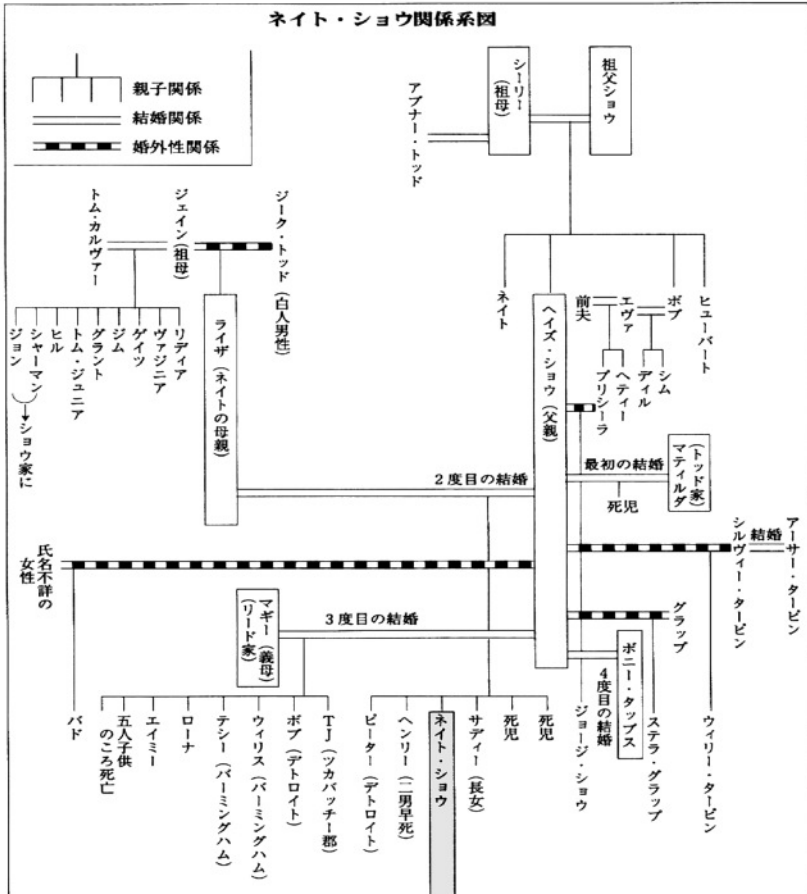 ネイト・ショウ関係系図
親子関係
結婚関係
婚外性関係
アブナー・トッド
シーリー
(祖母)
祖父ショウ
トム・カルヴァー
ジェイン(祖母)
ジーク・トッド(白人男性)
ネイト
ヘイズ・ショウ(父親)
前夫
エヴァ
ボブ
ヒューバート
プリシーラ
ヘティー
ディル
シム
ジョン
シャーマン
ヒル
トム・ジュニア
グラント
ジム
ゲイツ
ヴァジニア
リディア
→ショウ家に
ライザ(ネイトの母親)
最初の結婚
死児
(トッド家)
マティルダ
2度目の結婚
シルヴィー・タービン
結婚
アーサー・タービン
氏名不詳の
女性
マギー(義母)
(リード家)
3度目の結婚
グラップ
ボニー・タップス
4度目の結婚
バド
五人子供
のころ死亡
エイミー
ローナ
テシー(バーミングハム)
ウィリス(バーミングハム)
ボブ(デトロイト)
TJ(ツカバッチー郡)
ピーター(デトロイト)
ヘンリー(二男早死)
ネイト・ショウ
サディー(長女)
死児
死児
ジョージ・ショウ
ステラ・グラップ
ウィリー・タービン